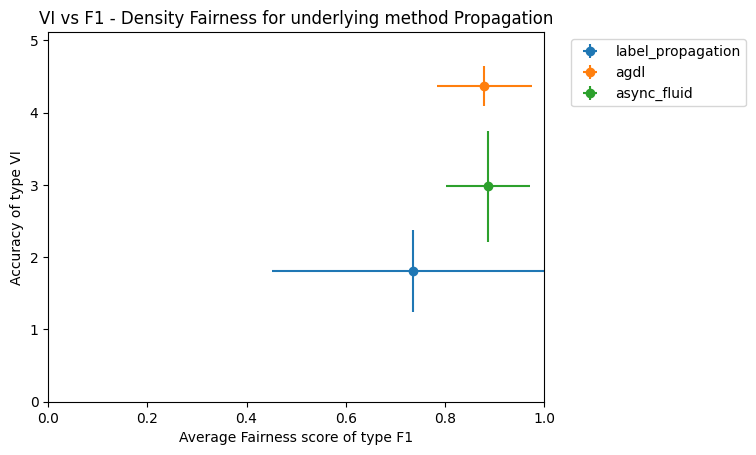 VI vs F1 - Density Fairness for underlying method Propagation
label_propagation
agdl
async_fluid
Accuracy of type VI
5
4
3
2
1
0
0.0 0.2 0.4 0.6 0.8 1.0
Average Fairness score of type F1